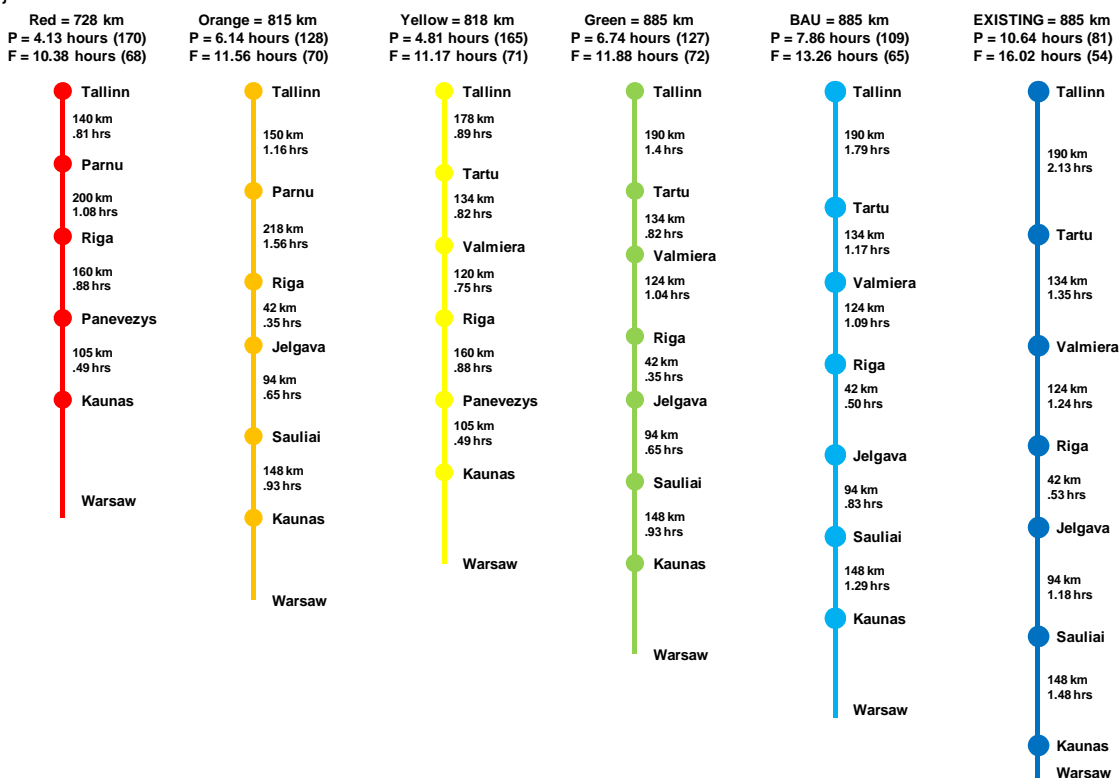 Red = 728 km
P = 4.13 hours (170)
F = 10.38 hours (68)
Tallinn
140 km
.81 hrs
Parnu
200 km
1.08 hrs
Riga
160 km
.88 hrs
Panevezys
105 km
.49 hrs
Kaunas
Warsaw
Orange = 815 km
P = 6.14 hours (128)
F = 11.56 hours (70)
Tallinn
150 km
1.16 hrs
Parnu
218 km
1.56 hrs
Riga
42 km
.35 hrs
Jelgava
94 km
.65 hrs
Sauliai
148 km
.93 hrs
Kaunas
Warsaw
Yellow = 818 km
P = 4.81 hours (165)
F = 11.17 hours (71)
Tallinn
178 km
.89 hrs
Tartu
134 km
.82 hrs
Valmiera
120 km
.75 hrs
Riga
160 km
.88 hrs
Panevezys
105 km
.49 hrs
Kaunas
Warsaw
Green = 885 km
P = 6.74 hours (127)
F = 11.88 hours (72)
Tallinn
190 km
1.4 hrs
Tartu
134 km
.82 hrs
Valmiera
124 km
1.04 hrs
Riga
42 km
.35 hrs
Jelgava
94 km
.65 hrs
Sauliai
148 km
.93 hrs
Kaunas
Warsaw
BAU = 885 km
P = 7.86 hours (109)
F = 13.26 hours (65)
Tallinn
190 km
1.79 hrs
Tartu
134 km
1.17 hrs
Valmiera
124 km
1.09 hrs
Riga
42 km
.50 hrs
Jelgava
94 km
.83 hrs
Sauliai
148 km
1.29 hrs
Kaunas
Warsaw
EXISTING = 885 km
P = 10.64 hours (81)
F = 16.02 hours (54)
Tallinn
190 km
2.13 hrs
Tartu
134 km
1.35 hrs
Valmiera
124 km
1.24 hrs
Riga
42 km
.53 hrs
Jelgava
94 km
1.18 hrs
Sauliai
148 km
1.48 hrs
Kaunas
Warsaw